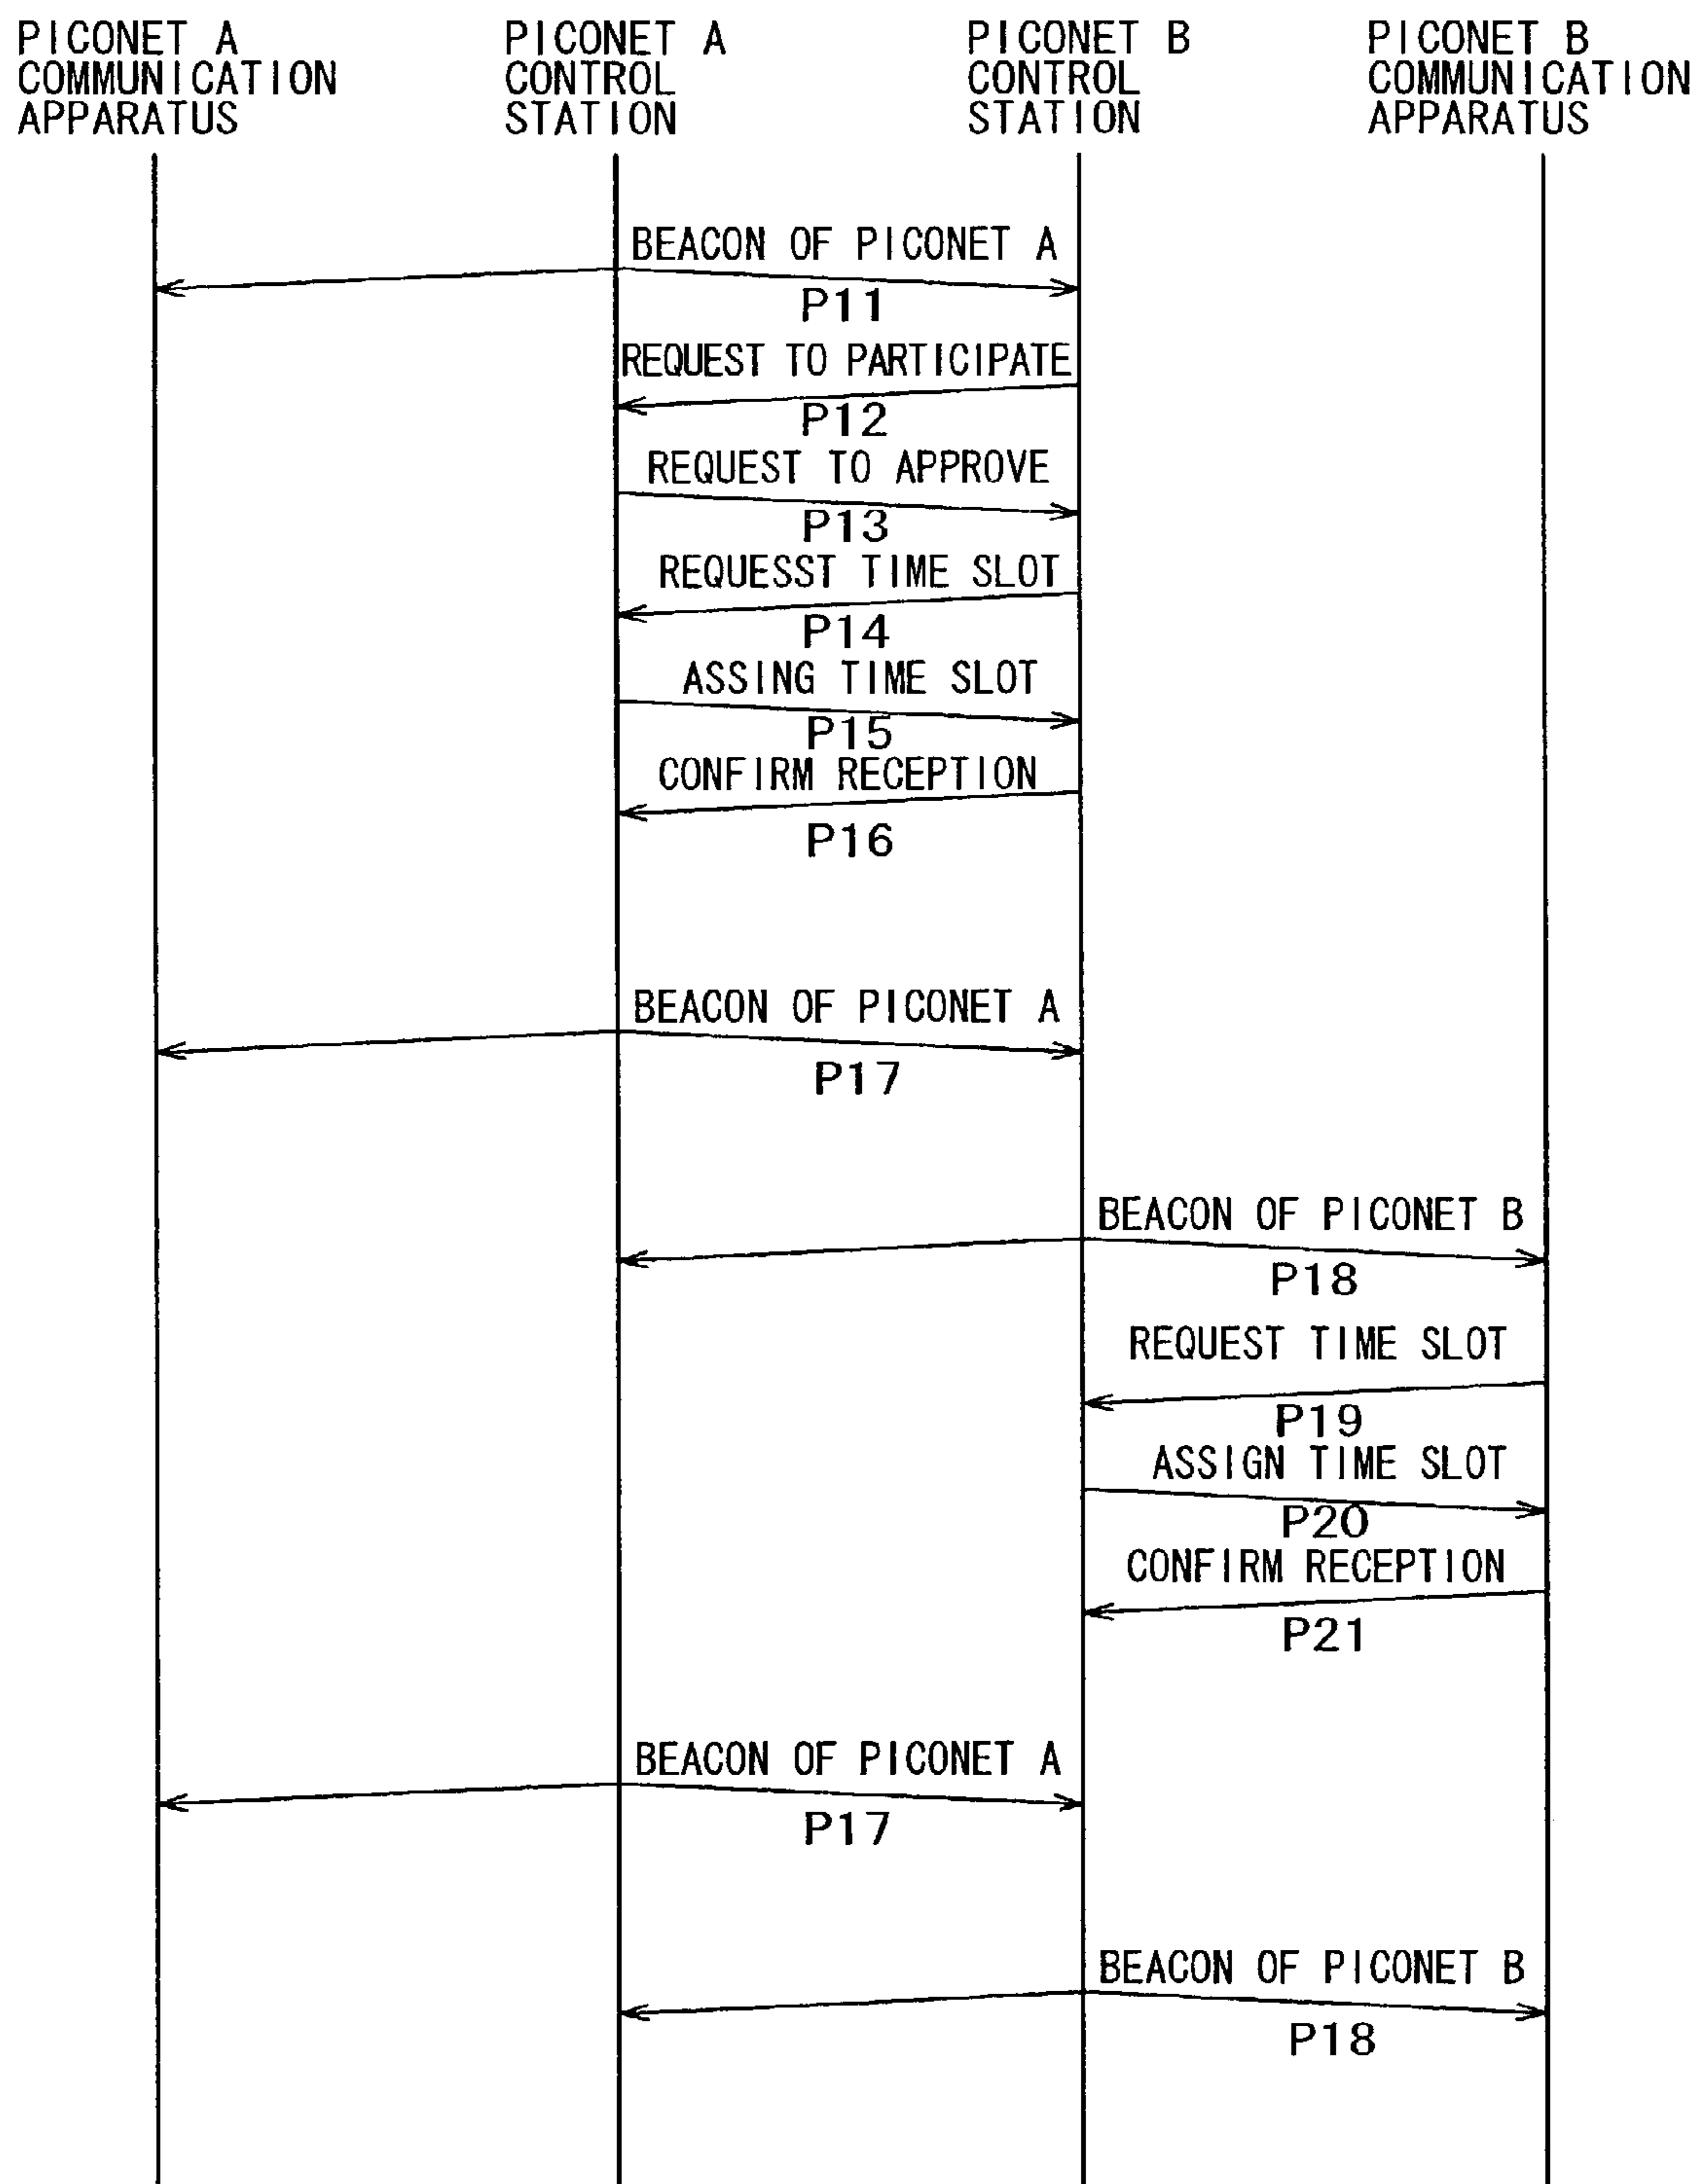 PICONET A
COMMUNICATION
APPARATUS
PICONET A
CONTROL
STATION
PICONET B
CONTROL
STATION
PICONET B
COMMUNICATION
APPARATUS
BEACON OF PICONET A
P11
REQUEST TO PARTICIPATE
P12
REQUEST TO APPROVE
P13
REQUESST TIME SLOT
P14
ASSING TIME SLOT
P15
CONFIRM RECEPTION
P16
BEACON OF PICONET A
P17
BEACON OF PICONET B
P18
REQUEST TIME SLOT
P19
ASSIGN TIME SLOT
P20
CONFIRM RECEPTION
P21
BEACON OF PICONET A
P17
BEACON OF PICONET B
P18